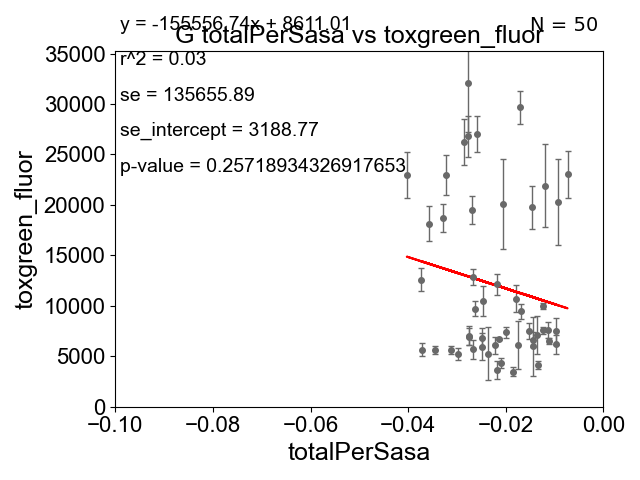 y = -155556.74x + 8611.01
N = 50
G totalPerSasa vs toxgreen_fluor
r^2 = 0.03
se = 135655.89
se_intercept = 3188.77
p-value = 0.25718934326917653
toxgreen_fluor
35000
30000
25000
20000
15000
10000
5000
0
−0.10
−0.08
−0.06
−0.04
−0.02
0.00
totalPerSasa